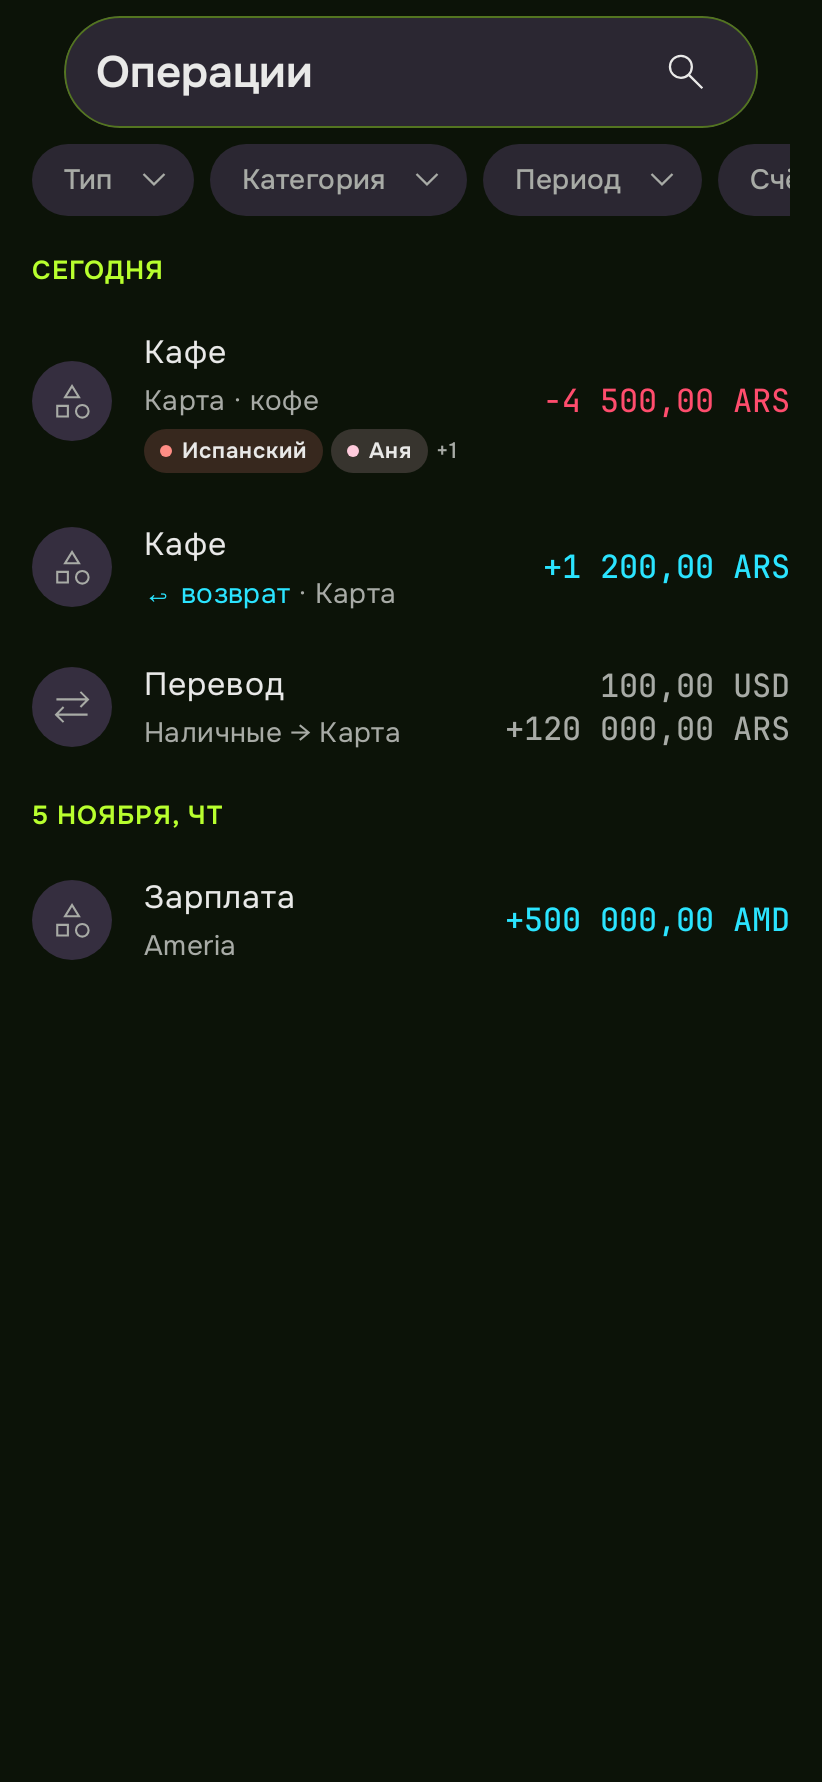 Операции
Тип Категория Период Счё
СЕГОДНЯ
Кафе
Карта · кофе
-4 500,00 ARS
Испанский Аня +1
Кафе
↩ возврат · Карта
+1 200,00 ARS
Перевод
Наличные → Карта
100,00 USD
+120 000,00 ARS
5 НОЯБРЯ, ЧТ
Зарплата
Ameria
+500 000,00 AMD